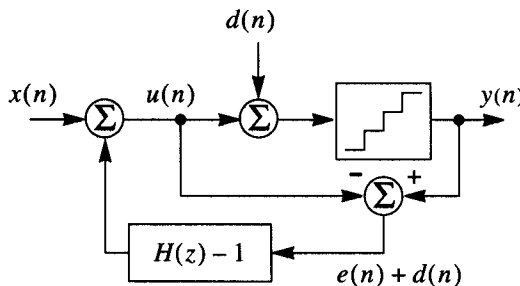 d(n)
x(n)
u(n)
y(n)
Σ
Σ
− +
Σ
H(z) − 1
e(n) + d(n)